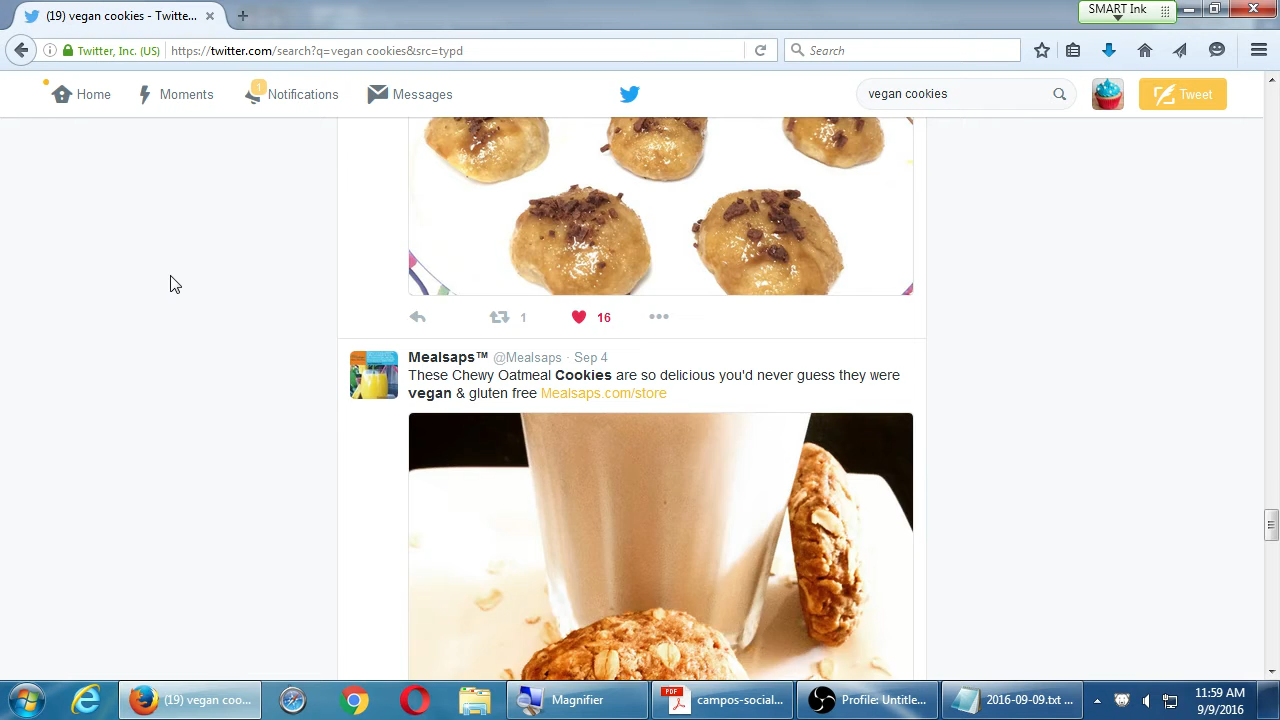 (19) vegan cookies - Twitte...
SMART Ink
Twitter, Inc. (US)
https://twitter.com/search?q=vegan cookies&src=typd
Search
Home
Moments
1
Notifications
Messages
vegan cookies
Tweet
1
16
Mealsaps™ @Mealsaps · Sep 4
These Chewy Oatmeal Cookies are so delicious you'd never guess they were
vegan & gluten free Mealsaps.com/store
(19) vegan coo...
Magnifier
campos-social...
Profile: Untitle...
2016-09-09.txt ...
11:59 AM
9/9/2016